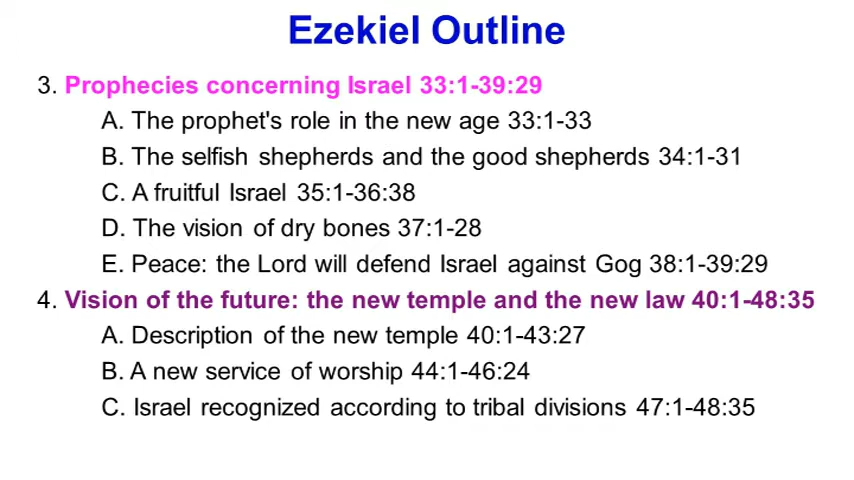 Ezekiel Outline
3. Prophecies concerning Israel 33:1-39:29
A. The prophet's role in the new age 33:1-33
B. The selfish shepherds and the good shepherds 34:1-31
C. A fruitful Israel 35:1-36:38
D. The vision of dry bones 37:1-28
E. Peace: the Lord will defend Israel against Gog 38:1-39:29
4. Vision of the future: the new temple and the new law 40:1-48:35
A. Description of the new temple 40:1-43:27
B. A new service of worship 44:1-46:24
C. Israel recognized according to tribal divisions 47:1-48:35